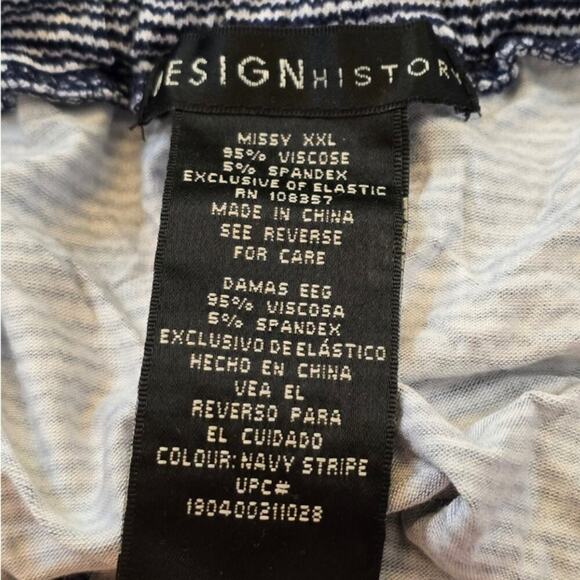 DESIGN HISTORY
MISSY XXL
95% VISCOSE
5% SPANDEX
EXCLUSIVE OF ELASTIC
RN 108357
MADE IN CHINA
SEE REVERSE
FOR CARE
DAMAS EEG
95% VISCOSA
5% SPANDEX
EXCLUSIVO DE ELÁSTICO
HECHO EN CHINA
VEA EL
REVERSO PARA
EL CUIDADO
COLOUR: NAVY STRIPE
UPC#
190400211028